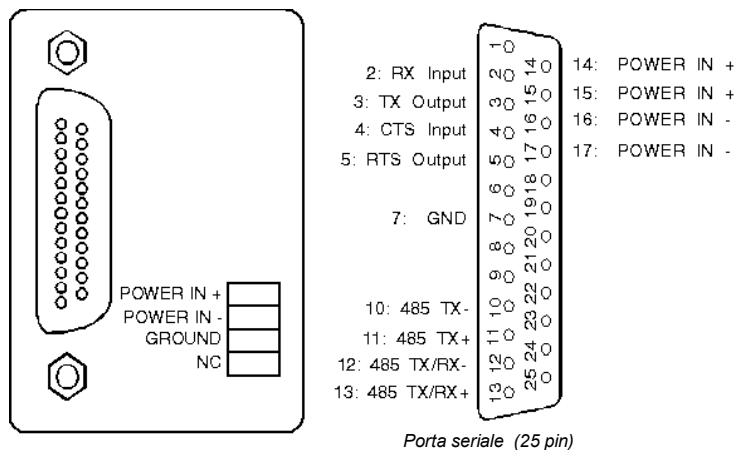 POWER IN +
POWER IN -
GROUND
NC
2: RX Input
3: TX Output
4: CTS Input
5: RTS Output
7: GND
10: 485 TX-
11: 485 TX+
12: 485 TX/RX-
13: 485 TX/RX+
1
2
3
4
5
6
7
8
9
10
11
12
13
14
15
16
17
18
19
20
21
22
23
24
25
14: POWER IN +
15: POWER IN +
16: POWER IN -
17: POWER IN -
Porta seriale (25 pin)